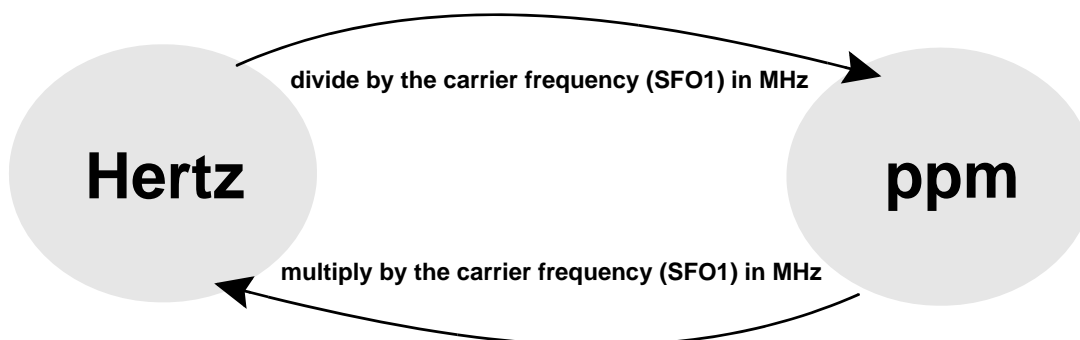 divide by the carrier frequency (SFO1) in MHz
Hertz
ppm
multiply by the carrier frequency (SFO1) in MHz